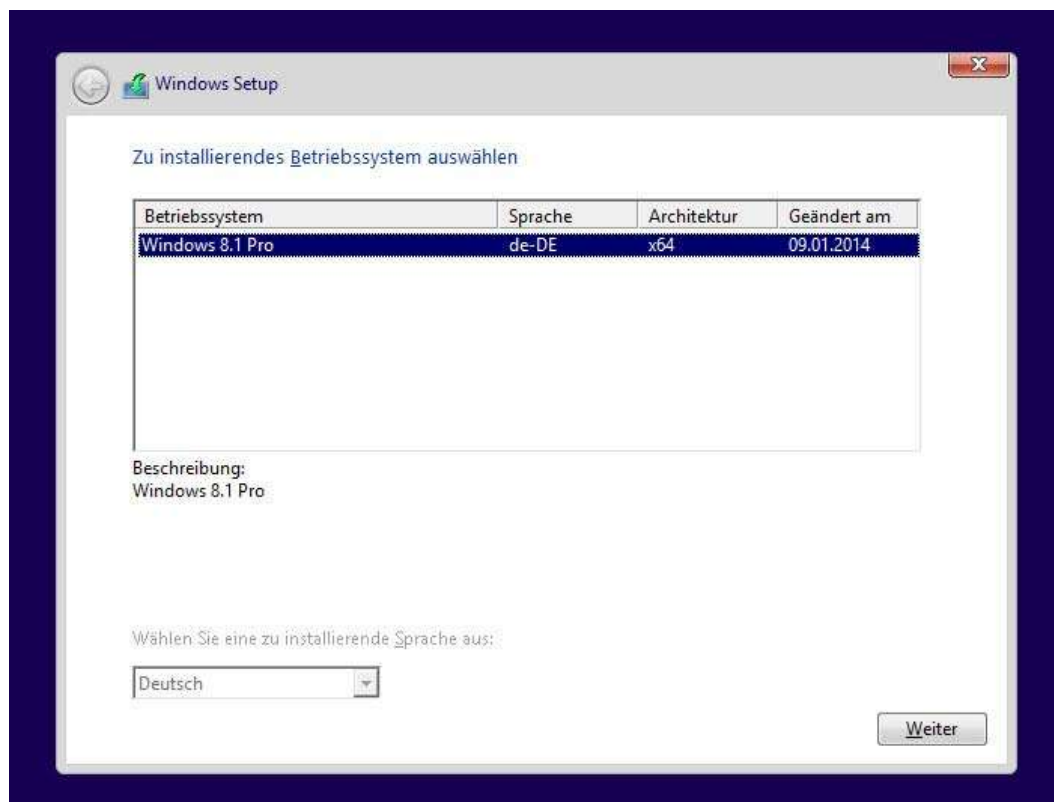 Windows Setup
Zu installierendes Betriebssystem auswählen
Betriebssystem Sprache Architektur Geändert am
Windows 8.1 Pro de-DE x64 09.01.2014
Beschreibung:
Windows 8.1 Pro
Wählen Sie eine zu installierende Sprache aus:
Deutsch
Weiter